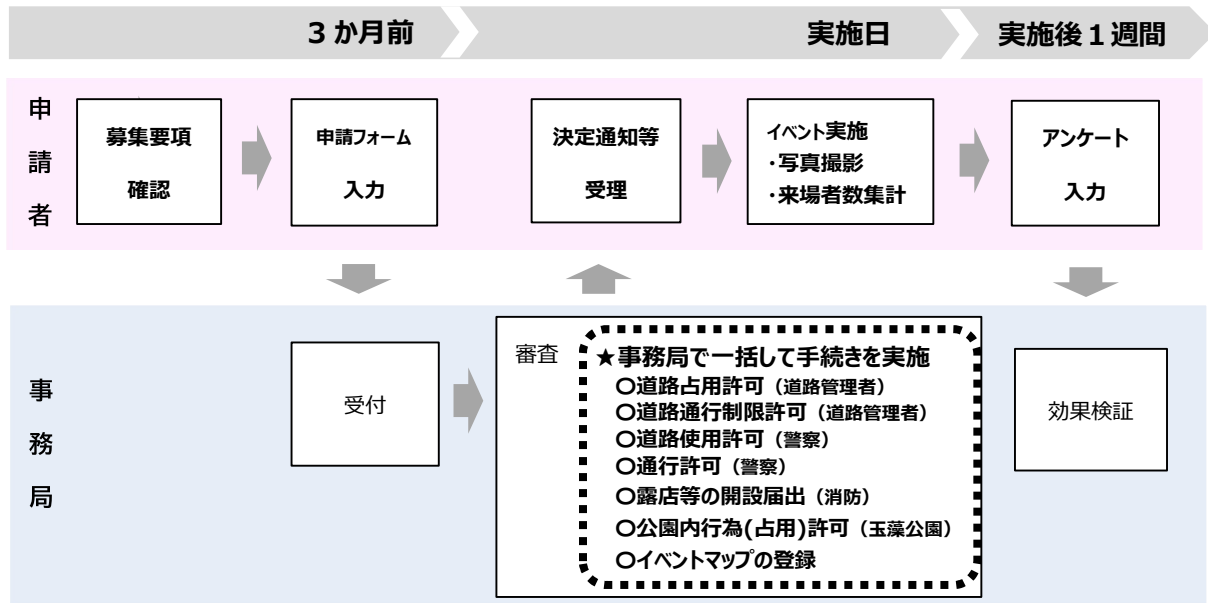 3か月前
実施日
実施後1週間
申請者
募集要項
確認
申請フォーム
入力
決定通知等
受理
イベント実施
・写真撮影
・来場者数集計
アンケート
入力
事務局
受付
審査
★事務局で一括して手続きを実施
〇道路占用許可（道路管理者）
〇道路通行制限許可（道路管理者）
〇道路使用許可（警察）
〇通行許可（警察）
〇露店等の開設届出（消防）
〇公園内行為(占用)許可（玉藻公園）
〇イベントマップの登録
効果検証